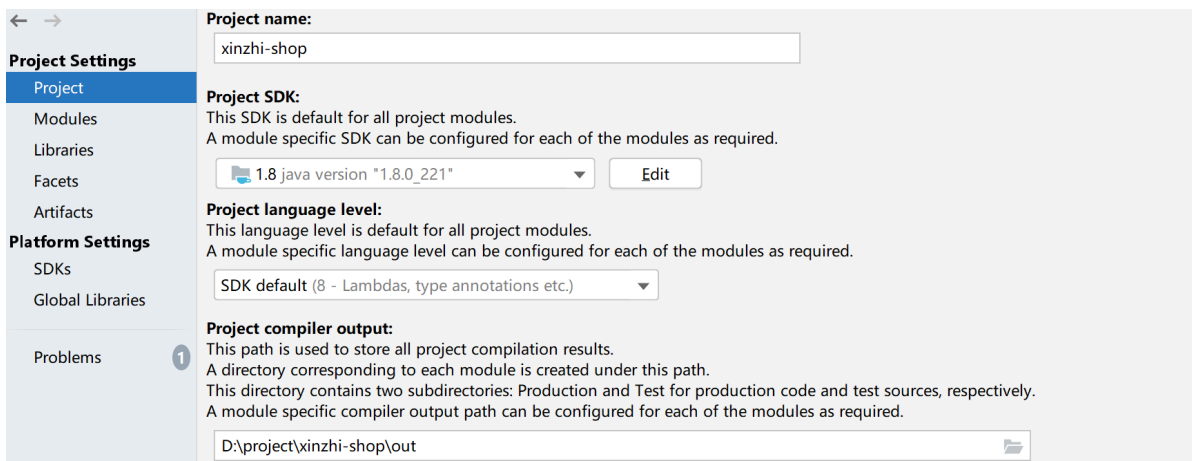 Project Settings
Project
Modules
Libraries
Facets
Artifacts
Platform Settings
SDKs
Global Libraries
Problems 1
Project name:
xinzhi-shop
Project SDK:
This SDK is default for all project modules.
A module specific SDK can be configured for each of the modules as required.
1.8 java version "1.8.0_221" Edit
Project language level:
This language level is default for all project modules.
A module specific language level can be configured for each of the modules as required.
SDK default (8 - Lambdas, type annotations etc.)
Project compiler output:
This path is used to store all project compilation results.
A directory corresponding to each module is created under this path.
This directory contains two subdirectories: Production and Test for production code and test sources, respectively.
A module specific compiler output path can be configured for each of the modules as required.
D:\project\xinzhi-shop\out